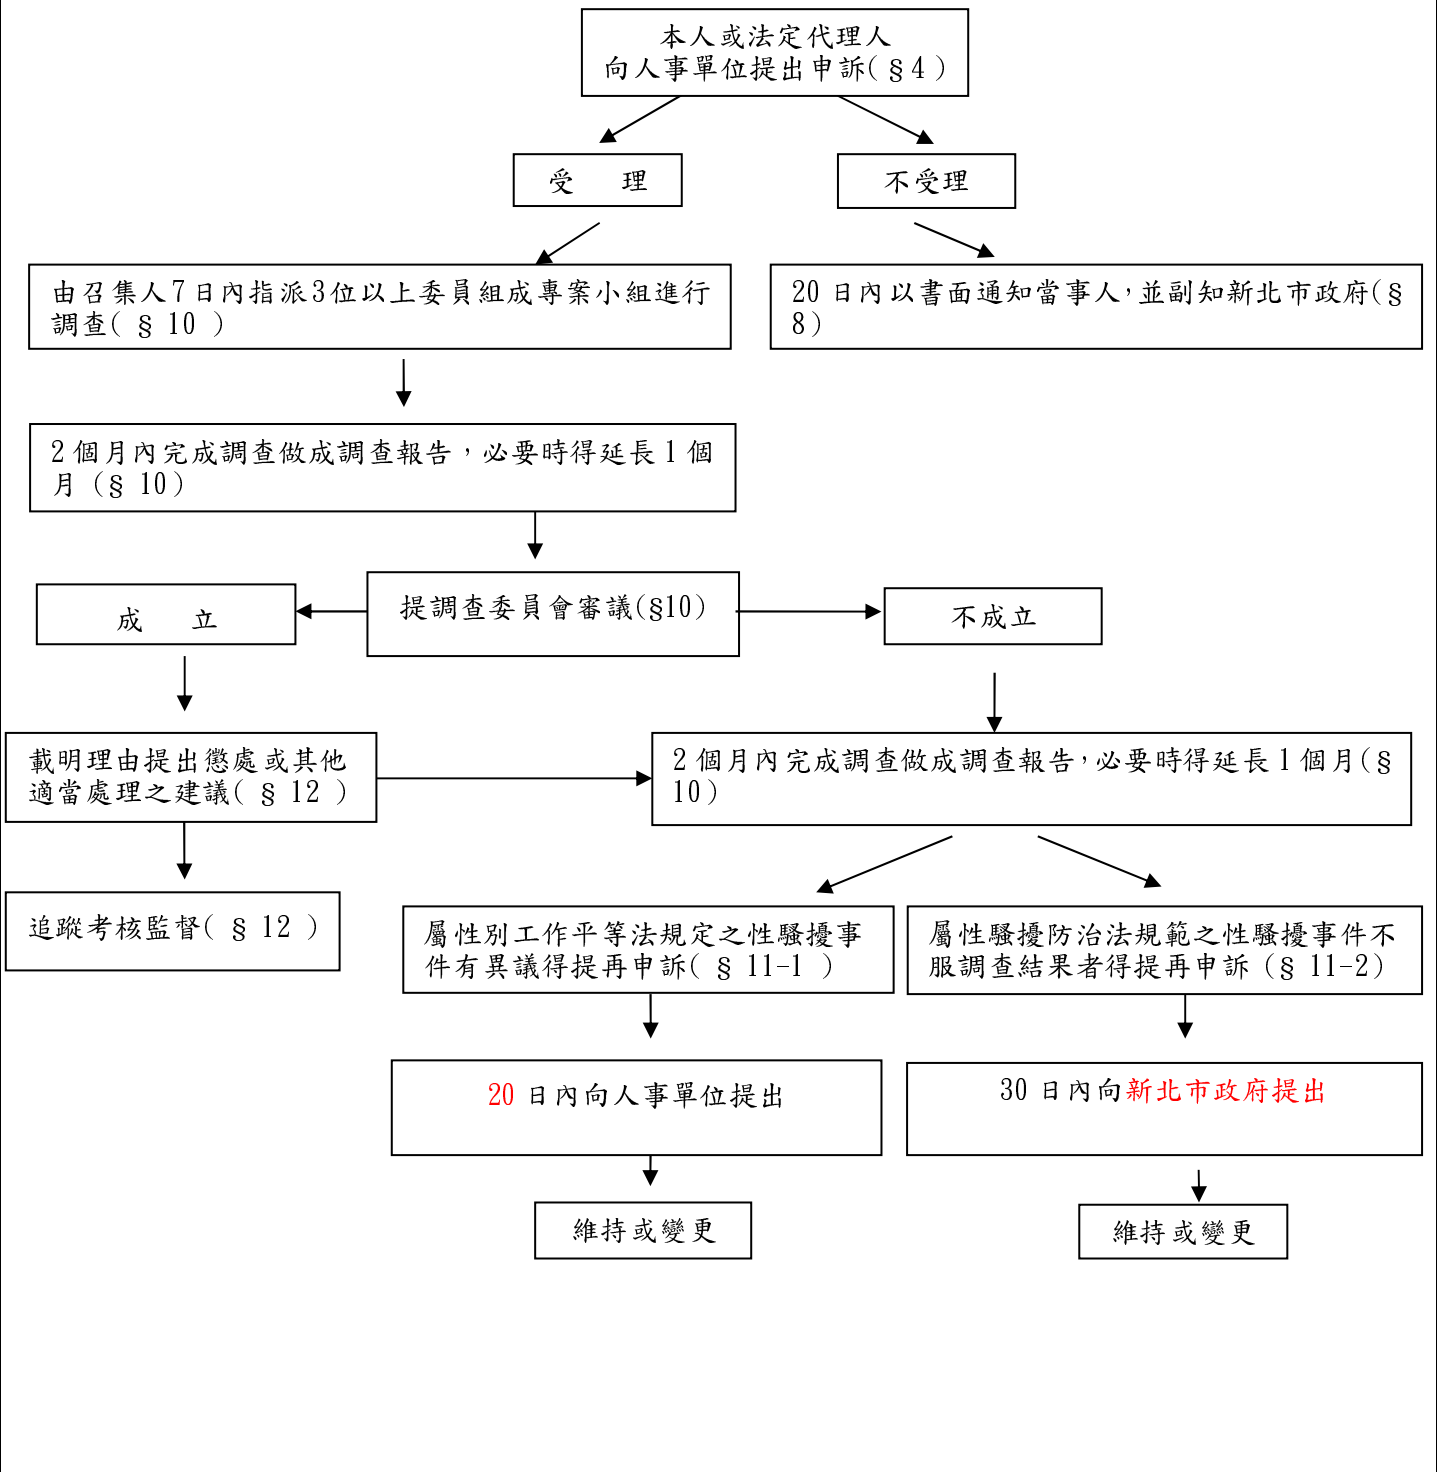 本人或法定代理人
向人事單位提出申訴(§4)
受　理
不受理
由召集人7日內指派3位以上委員組成專案小組進行
調查( § 10 )
20 日內以書面通知當事人，並副知新北市政府(§
8)
2 個月內完成調查做成調查報告，必要時得延長 1 個
月 (§ 10)
提調查委員會審議(§10)
成　立
不成立
載明理由提出懲處或其他
適當處理之建議( § 12 )
2 個月內完成調查做成調查報告，必要時得延長 1 個月(§
10)
追蹤考核監督( § 12 )
屬性別工作平等法規定之性騷擾事
件有異議得提再申訴( § 11-1 )
屬性騷擾防治法規範之性騷擾事件不
服調查結果者得提再申訴 (§ 11-2)
20 日內向人事單位提出
30 日內向新北市政府提出
維持或變更
維持或變更